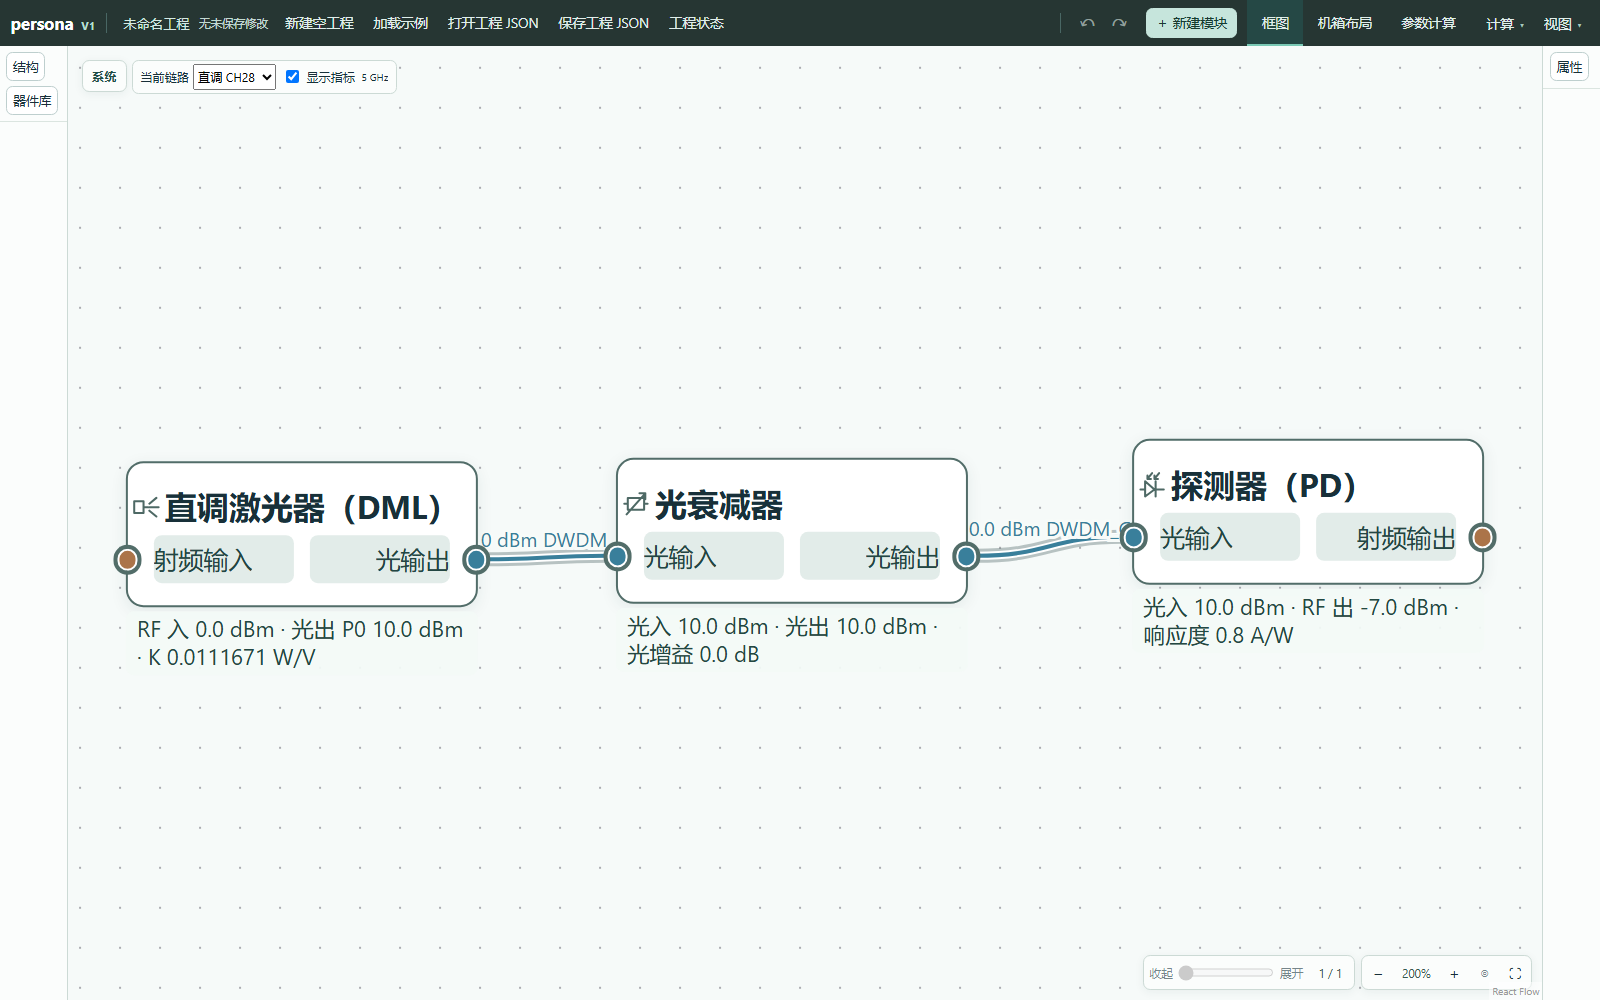 persona V1 未命名工程 无未保存修改 新建空工程 加载示例 打开工程 JSON 保存工程 JSON 工程状态 + 新建模块 框图 机箱布局 参数计算 计算 视图
结构
器件库
系统 当前链路 直调 CH28 显示指标 5 GHz
属性
直调激光器（DML）
射频输入 光输出
RF 入 0.0 dBm · 光出 P0 10.0 dBm
· K 0.0111671 W/V
0 dBm DWDM
光衰减器
光输入 光输出
光入 10.0 dBm · 光出 10.0 dBm ·
光增益 0.0 dB
0.0 dBm DWDM_
探测器（PD）
光输入 射频输出
光入 10.0 dBm · RF 出 -7.0 dBm ·
响应度 0.8 A/W
收起 展开 1 / 1 − 200% +
React Flow